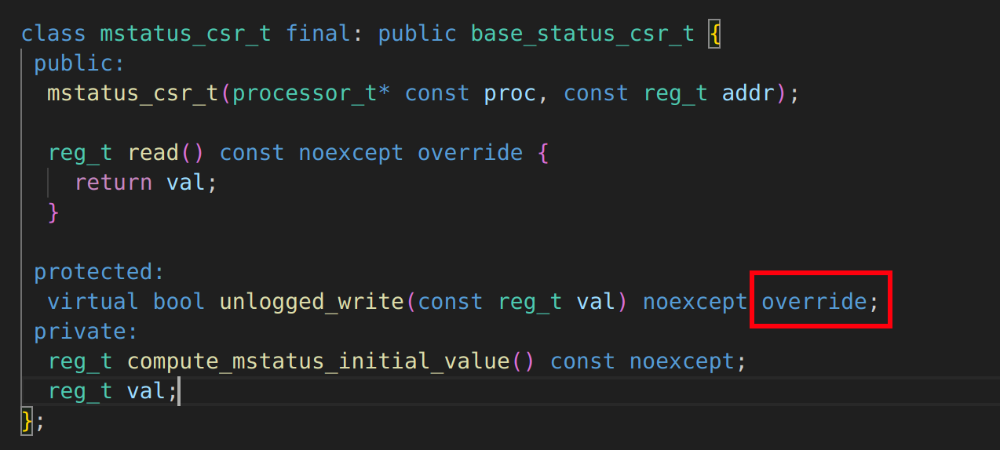 class mstatus_csr_t final: public base_status_csr_t {
public:
mstatus_csr_t(processor_t* const proc, const reg_t addr);
reg_t read() const noexcept override {
return val;
}
protected:
virtual bool unlogged_write(const reg_t val) noexcept override;
private:
reg_t compute_mstatus_initial_value() const noexcept;
reg_t val;
};